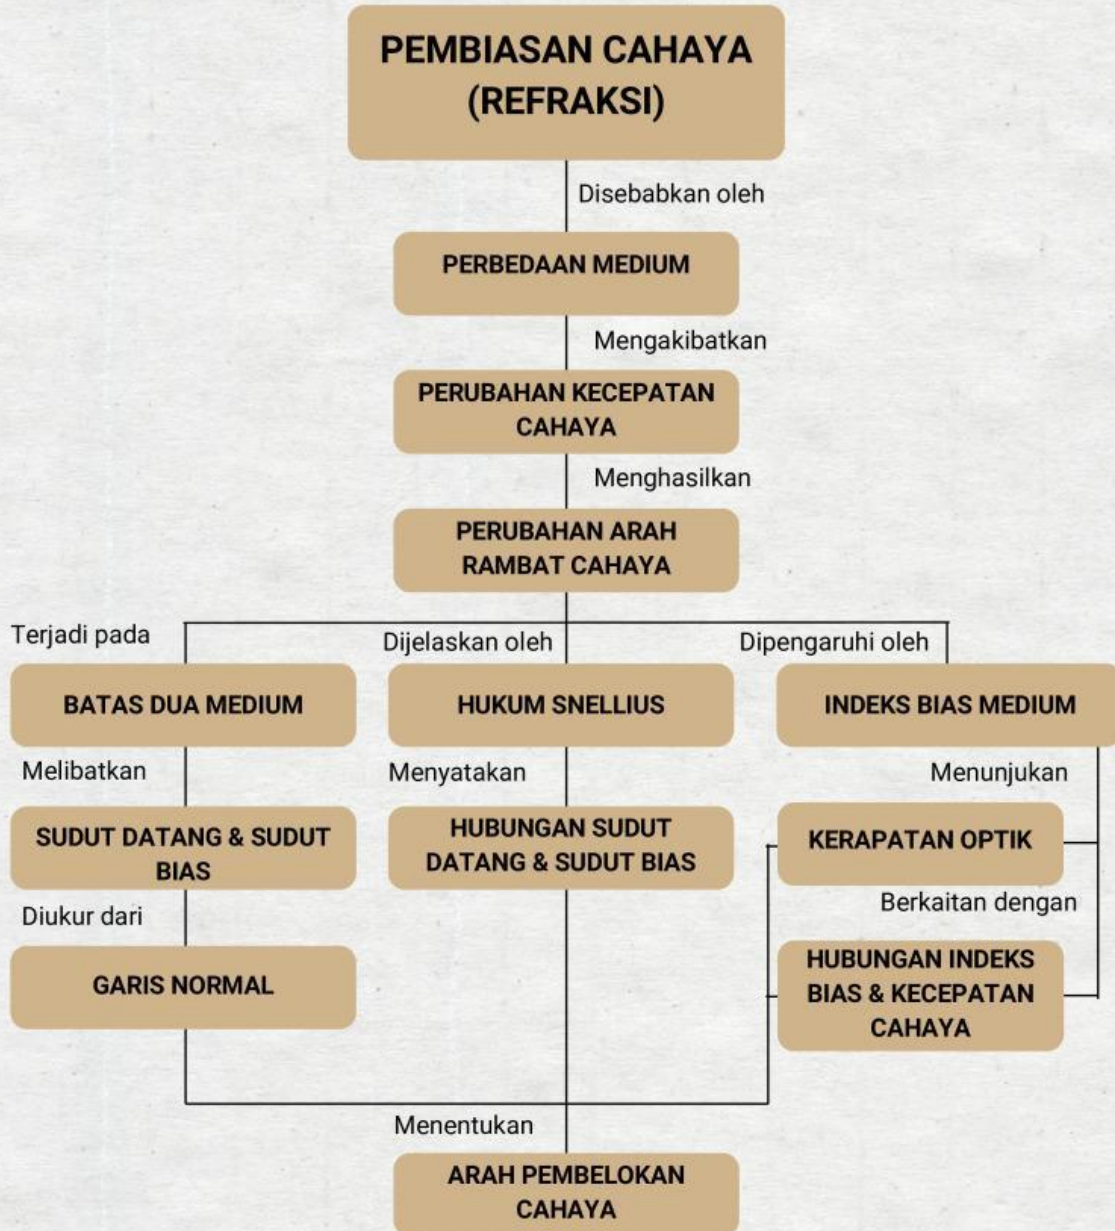 PEMBIASAN CAHAYA
(REFRAKSI)
Disebabkan oleh
PERBEDAAN MEDIUM
Mengakibatkan
PERUBAHAN KECEPATAN
CAHAYA
Menghasilkan
PERUBAHAN ARAH
RAMBAT CAHAYA
Terjadi pada
Dijelaskan oleh
Dipengaruhi oleh
BATAS DUA MEDIUM
HUKUM SNELLIUS
INDEKS BIAS MEDIUM
Melibatkan
Menyatakan
Menunjukan
SUDUT DATANG & SUDUT
BIAS
HUBUNGAN SUDUT
DATANG & SUDUT BIAS
KERAPATAN OPTIK
Diukur dari
Berkaitan dengan
GARIS NORMAL
HUBUNGAN INDEKS
BIAS & KECEPATAN
CAHAYA
Menentukan
ARAH PEMBELOKAN
CAHAYA